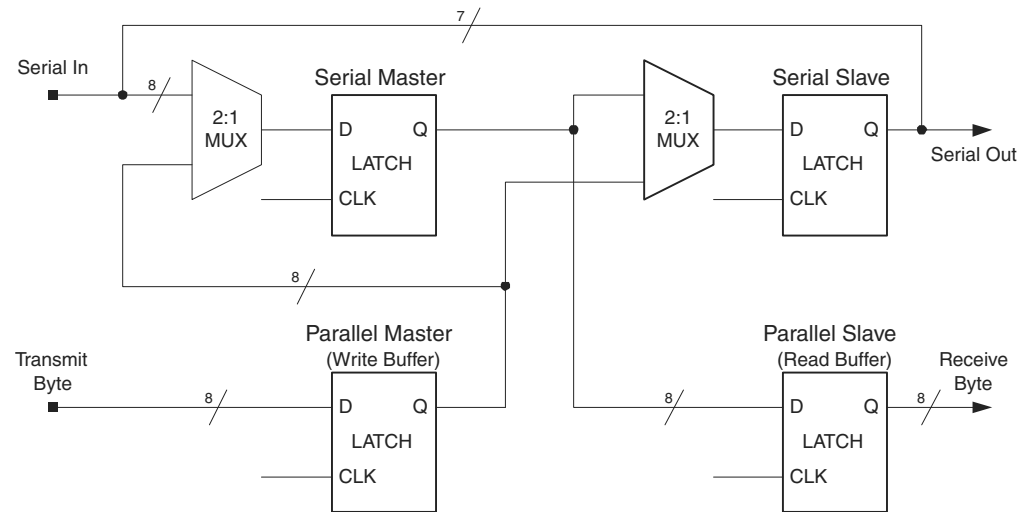 7
Serial In
8
2:1
MUX
Serial Master
D Q
LATCH
CLK
2:1
MUX
Serial Slave
D Q
LATCH
CLK
Serial Out
8
Transmit
Byte
8
Parallel Master
(Write Buffer)
D Q
LATCH
CLK
8
Parallel Slave
(Read Buffer)
D Q
LATCH
CLK
8
Receive
Byte